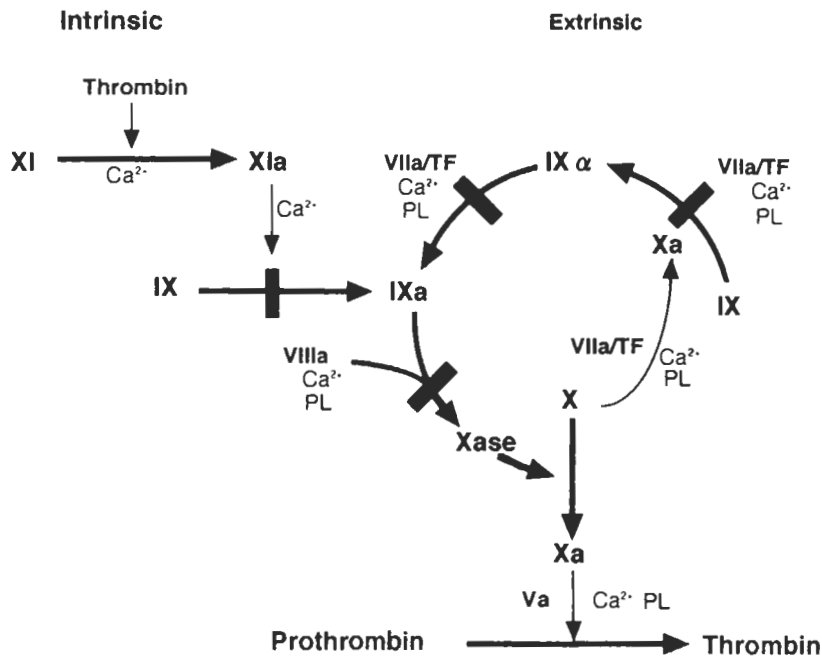 Intrinsic
Extrinsic
Thrombin
XI
Ca²⁺
XIa
Ca²⁺
VIIa/TF
Ca²⁺
PL
IX α
VIIa/TF
Ca²⁺
PL
Xa
IX
IXa
IX
VIIIa
Ca²⁺
PL
VIIa/TF
Ca²⁺
PL
X
Xase
Xa
Va
Ca²⁺ PL
Prothrombin
Thrombin